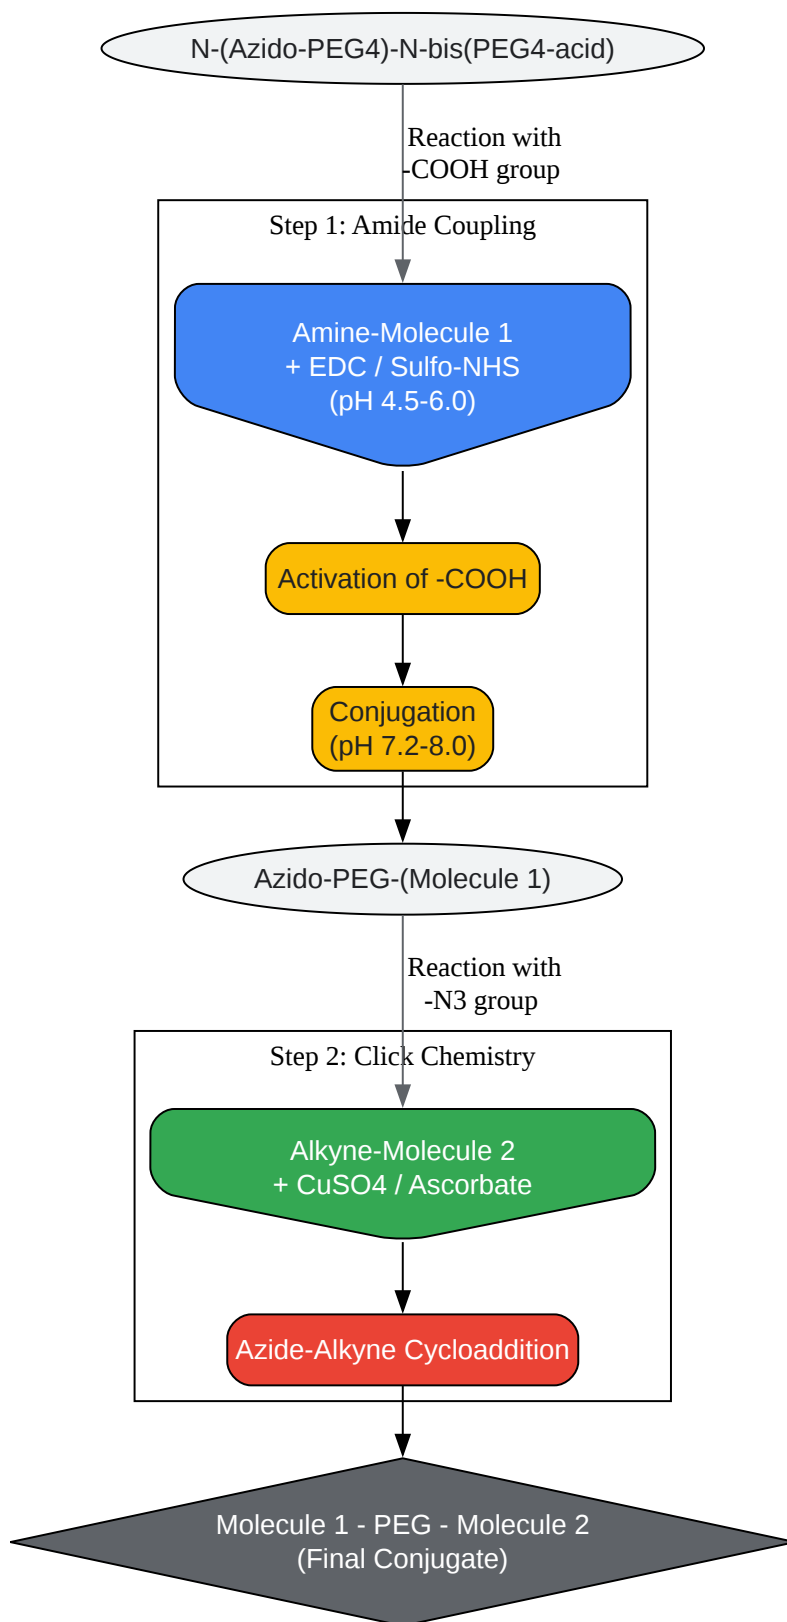 N-(Azido-PEG4)-N-bis(PEG4-acid)
Reaction with
-COOH group
Step 1: Amide Coupling
Amine-Molecule 1
+ EDC / Sulfo-NHS
(pH 4.5-6.0)
Activation of -COOH
Conjugation
(pH 7.2-8.0)
Azido-PEG-(Molecule 1)
Reaction with
-N3 group
Step 2: Click Chemistry
Alkyne-Molecule 2
+ CuSO4 / Ascorbate
Azide-Alkyne Cycloaddition
Molecule 1 - PEG - Molecule 2
(Final Conjugate)